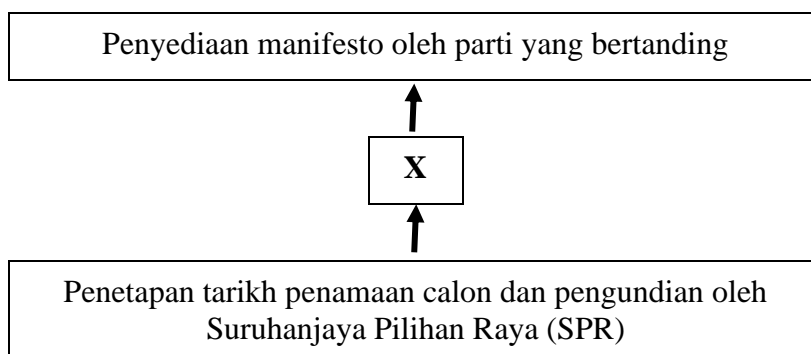 Penyediaan manifesto oleh parti yang bertanding
X
Penetapan tarikh penamaan calon dan pengundian oleh
Suruhanjaya Pilihan Raya (SPR)